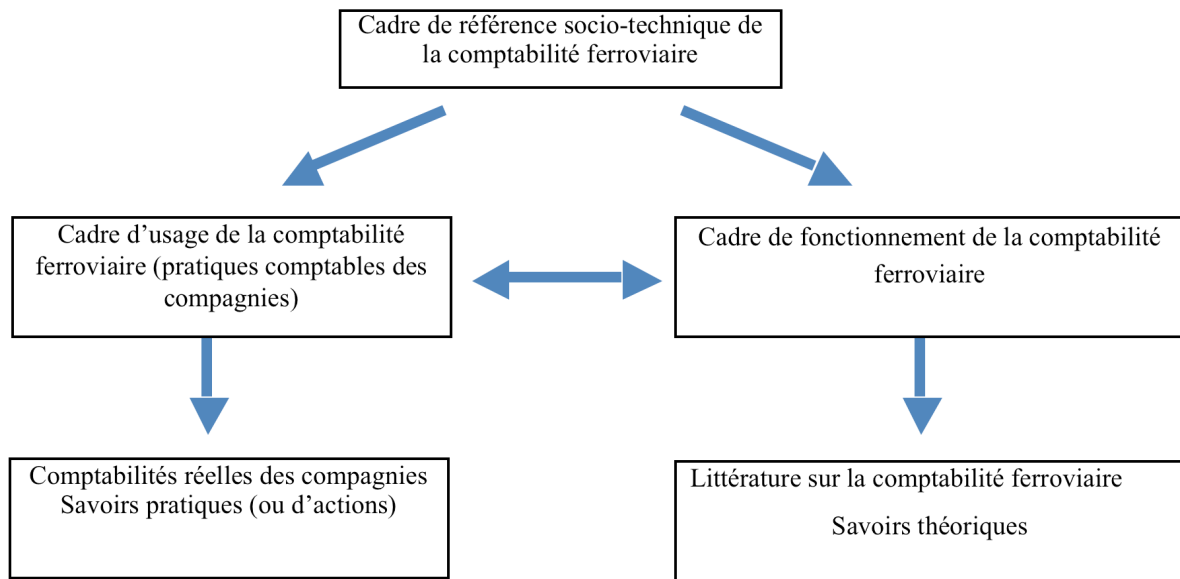 Cadre de référence socio-technique de
la comptabilité ferroviaire
Cadre d’usage de la comptabilité
ferroviaire (pratiques comptables des
compagnies)
Cadre de fonctionnement de la comptabilité
ferroviaire
Comptabilités réelles des compagnies
Savoirs pratiques (ou d’actions)
Littérature sur la comptabilité ferroviaire
Savoirs théoriques